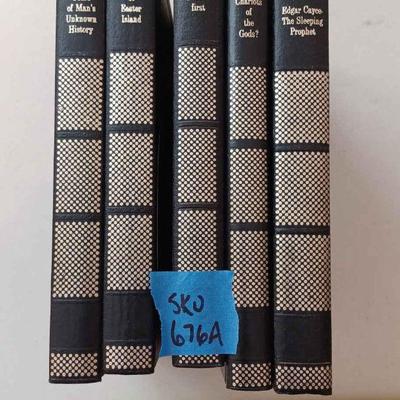 of Man's
Unknown
History
Easter
Island
first
Chariots
of the
Gods?
Edgar Cayce:
The Sleeping
Prophet
SKU
676A